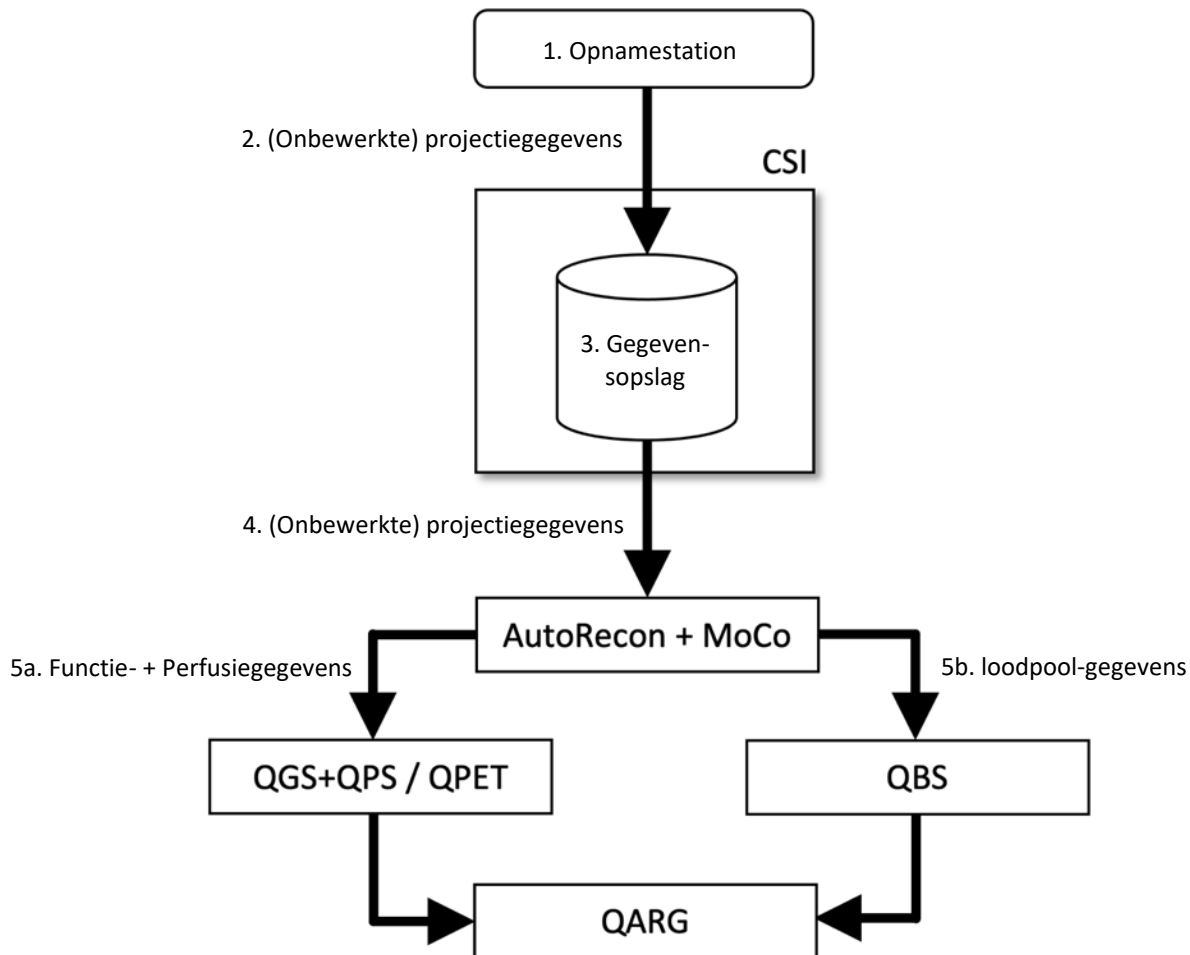 1. Opnamestation
2. (Onbewerkte) projectiegegevens
CSI
3. Gegeven-
sopslag
4. (Onbewerkte) projectiegegevens
AutoRecon + MoCo
5a. Functie- + Perfusiegegevens
5b. loodpool-gegevens
QGS+QPS / QPET
QBS
QARG